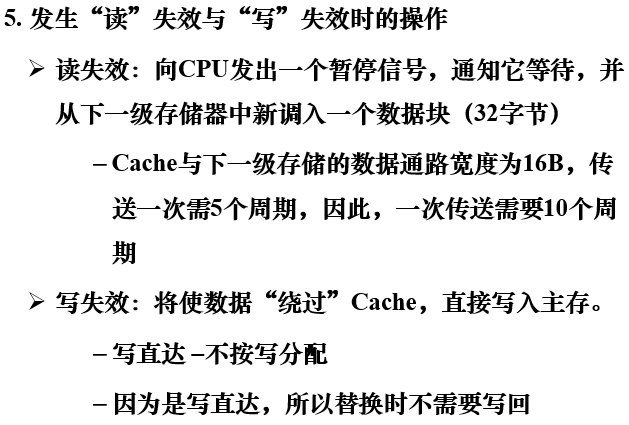 5. 发生“读”失效与“写”失效时的操作
➢ 读失效：向CPU发出一个暂停信号，通知它等待，并
从下一级存储器中新调入一个数据块（32字节）
– Cache与下一级存储的数据通路宽度为16B，传
送一次需5个周期，因此，一次传送需要10个周
期
➢ 写失效：将使数据“绕过”Cache，直接写入主存。
– 写直达 –不按写分配
– 因为是写直达，所以替换时不需要写回